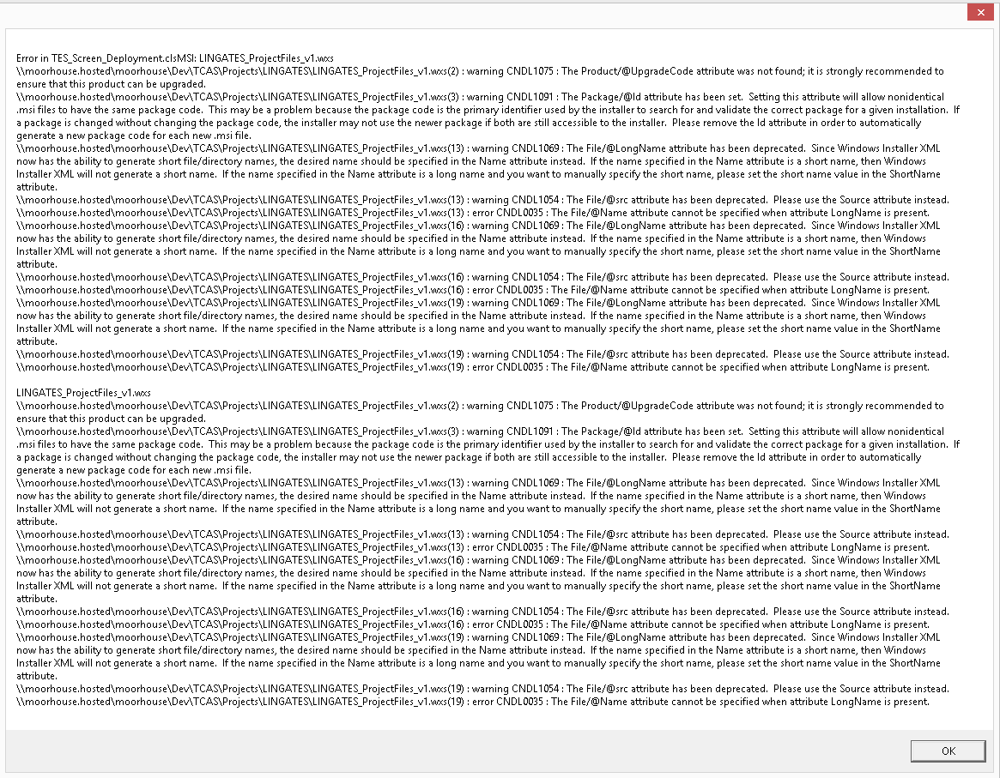 Error in TES_Screen_Deployment.clsMSI: LINGATES_ProjectFiles_v1.wxs
\\moorhouse.hosted\moorhouse\Dev\TCAS\Projects\LINGATES\LINGATES_ProjectFiles_v1.wxs(2) : warning CNDL1075 : The Product/@UpgradeCode attribute was not found; it is strongly recommended to
ensure that this product can be upgraded.
\\moorhouse.hosted\moorhouse\Dev\TCAS\Projects\LINGATES\LINGATES_ProjectFiles_v1.wxs(3) : warning CNDL1091 : The Package/@Id attribute has been set.  Setting this attribute will allow nonidentical
.msi files to have the same package code.  This may be a problem because the package code is the primary identifier used by the installer to search for and validate the correct package for a given installation.  If
a package is changed without changing the package code, the installer may not use the newer package if both are still accessible to the installer.  Please remove the Id attribute in order to automatically
generate a new package code for each new .msi file.
\\moorhouse.hosted\moorhouse\Dev\TCAS\Projects\LINGATES\LINGATES_ProjectFiles_v1.wxs(13) : warning CNDL1069 : The File/@LongName attribute has been deprecated.  Since Windows Installer XML
now has the ability to generate short file/directory names, the desired name should be specified in the Name attribute instead.  If the name specified in the Name attribute is a short name, then Windows
Installer XML will not generate a short name.  If the name specified in the Name attribute is a long name and you want to manually specify the short name, please set the short name value in the ShortName
attribute.
\\moorhouse.hosted\moorhouse\Dev\TCAS\Projects\LINGATES\LINGATES_ProjectFiles_v1.wxs(13) : warning CNDL1054 : The File/@src attribute has been deprecated.  Please use the Source attribute instead.
\\moorhouse.hosted\moorhouse\Dev\TCAS\Projects\LINGATES\LINGATES_ProjectFiles_v1.wxs(13) : error CNDL0035 : The File/@Name attribute cannot be specified when attribute LongName is present.
\\moorhouse.hosted\moorhouse\Dev\TCAS\Projects\LINGATES\LINGATES_ProjectFiles_v1.wxs(16) : warning CNDL1069 : The File/@LongName attribute has been deprecated.  Since Windows Installer XML
now has the ability to generate short file/directory names, the desired name should be specified in the Name attribute instead.  If the name specified in the Name attribute is a short name, then Windows
Installer XML will not generate a short name.  If the name specified in the Name attribute is a long name and you want to manually specify the short name, please set the short name value in the ShortName
attribute.
\\moorhouse.hosted\moorhouse\Dev\TCAS\Projects\LINGATES\LINGATES_ProjectFiles_v1.wxs(16) : warning CNDL1054 : The File/@src attribute has been deprecated.  Please use the Source attribute instead.
\\moorhouse.hosted\moorhouse\Dev\TCAS\Projects\LINGATES\LINGATES_ProjectFiles_v1.wxs(16) : error CNDL0035 : The File/@Name attribute cannot be specified when attribute LongName is present.
\\moorhouse.hosted\moorhouse\Dev\TCAS\Projects\LINGATES\LINGATES_ProjectFiles_v1.wxs(19) : warning CNDL1069 : The File/@LongName attribute has been deprecated.  Since Windows Installer XML
now has the ability to generate short file/directory names, the desired name should be specified in the Name attribute instead.  If the name specified in the Name attribute is a short name, then Windows
Installer XML will not generate a short name.  If the name specified in the Name attribute is a long name and you want to manually specify the short name, please set the short name value in the ShortName
attribute.
\\moorhouse.hosted\moorhouse\Dev\TCAS\Projects\LINGATES\LINGATES_ProjectFiles_v1.wxs(19) : warning CNDL1054 : The File/@src attribute has been deprecated.  Please use the Source attribute instead.
\\moorhouse.hosted\moorhouse\Dev\TCAS\Projects\LINGATES\LINGATES_ProjectFiles_v1.wxs(19) : error CNDL0035 : The File/@Name attribute cannot be specified when attribute LongName is present.
LINGATES_ProjectFiles_v1.wxs
\\moorhouse.hosted\moorhouse\Dev\TCAS\Projects\LINGATES\LINGATES_ProjectFiles_v1.wxs(2) : warning CNDL1075 : The Product/@UpgradeCode attribute was not found; it is strongly recommended to
ensure that this product can be upgraded.
\\moorhouse.hosted\moorhouse\Dev\TCAS\Projects\LINGATES\LINGATES_ProjectFiles_v1.wxs(3) : warning CNDL1091 : The Package/@Id attribute has been set.  Setting this attribute will allow nonidentical
.msi files to have the same package code.  This may be a problem because the package code is the primary identifier used by the installer to search for and validate the correct package for a given installation.  If
a package is changed without changing the package code, the installer may not use the newer package if both are still accessible to the installer.  Please remove the Id attribute in order to automatically
generate a new package code for each new .msi file.
\\moorhouse.hosted\moorhouse\Dev\TCAS\Projects\LINGATES\LINGATES_ProjectFiles_v1.wxs(13) : warning CNDL1069 : The File/@LongName attribute has been deprecated.  Since Windows Installer XML
now has the ability to generate short file/directory names, the desired name should be specified in the Name attribute instead.  If the name specified in the Name attribute is a short name, then Windows
Installer XML will not generate a short name.  If the name specified in the Name attribute is a long name and you want to manually specify the short name, please set the short name value in the ShortName
attribute.
\\moorhouse.hosted\moorhouse\Dev\TCAS\Projects\LINGATES\LINGATES_ProjectFiles_v1.wxs(13) : warning CNDL1054 : The File/@src attribute has been deprecated.  Please use the Source attribute instead.
\\moorhouse.hosted\moorhouse\Dev\TCAS\Projects\LINGATES\LINGATES_ProjectFiles_v1.wxs(13) : error CNDL0035 : The File/@Name attribute cannot be specified when attribute LongName is present.
\\moorhouse.hosted\moorhouse\Dev\TCAS\Projects\LINGATES\LINGATES_ProjectFiles_v1.wxs(16) : warning CNDL1069 : The File/@LongName attribute has been deprecated.  Since Windows Installer XML
now has the ability to generate short file/directory names, the desired name should be specified in the Name attribute instead.  If the name specified in the Name attribute is a short name, then Windows
Installer XML will not generate a short name.  If the name specified in the Name attribute is a long name and you want to manually specify the short name, please set the short name value in the ShortName
attribute.
\\moorhouse.hosted\moorhouse\Dev\TCAS\Projects\LINGATES\LINGATES_ProjectFiles_v1.wxs(16) : warning CNDL1054 : The File/@src attribute has been deprecated.  Please use the Source attribute instead.
\\moorhouse.hosted\moorhouse\Dev\TCAS\Projects\LINGATES\LINGATES_ProjectFiles_v1.wxs(16) : error CNDL0035 : The File/@Name attribute cannot be specified when attribute LongName is present.
\\moorhouse.hosted\moorhouse\Dev\TCAS\Projects\LINGATES\LINGATES_ProjectFiles_v1.wxs(19) : warning CNDL1069 : The File/@LongName attribute has been deprecated.  Since Windows Installer XML
now has the ability to generate short file/directory names, the desired name should be specified in the Name attribute instead.  If the name specified in the Name attribute is a short name, then Windows
Installer XML will not generate a short name.  If the name specified in the Name attribute is a long name and you want to manually specify the short name, please set the short name value in the ShortName
attribute.
\\moorhouse.hosted\moorhouse\Dev\TCAS\Projects\LINGATES\LINGATES_ProjectFiles_v1.wxs(19) : warning CNDL1054 : The File/@src attribute has been deprecated.  Please use the Source attribute instead.
\\moorhouse.hosted\moorhouse\Dev\TCAS\Projects\LINGATES\LINGATES_ProjectFiles_v1.wxs(19) : error CNDL0035 : The File/@Name attribute cannot be specified when attribute LongName is present.
OK